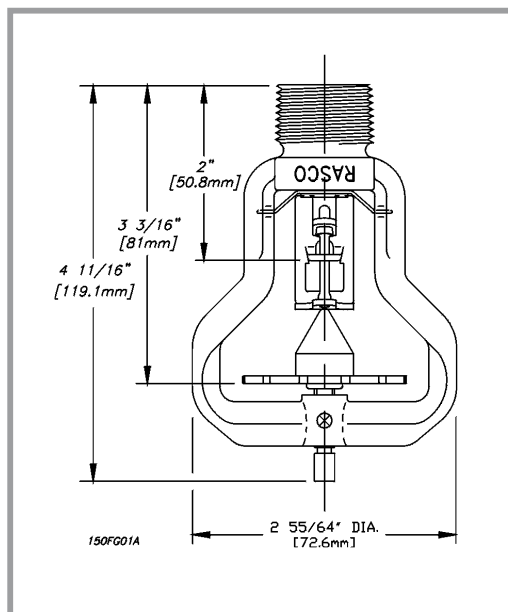 RASCO
2"
[50.8mm]
3 3/16"
[81mm]
4 11/16"
[119.1mm]
2 55/64" DIA.
[72.6mm]
150FG01A